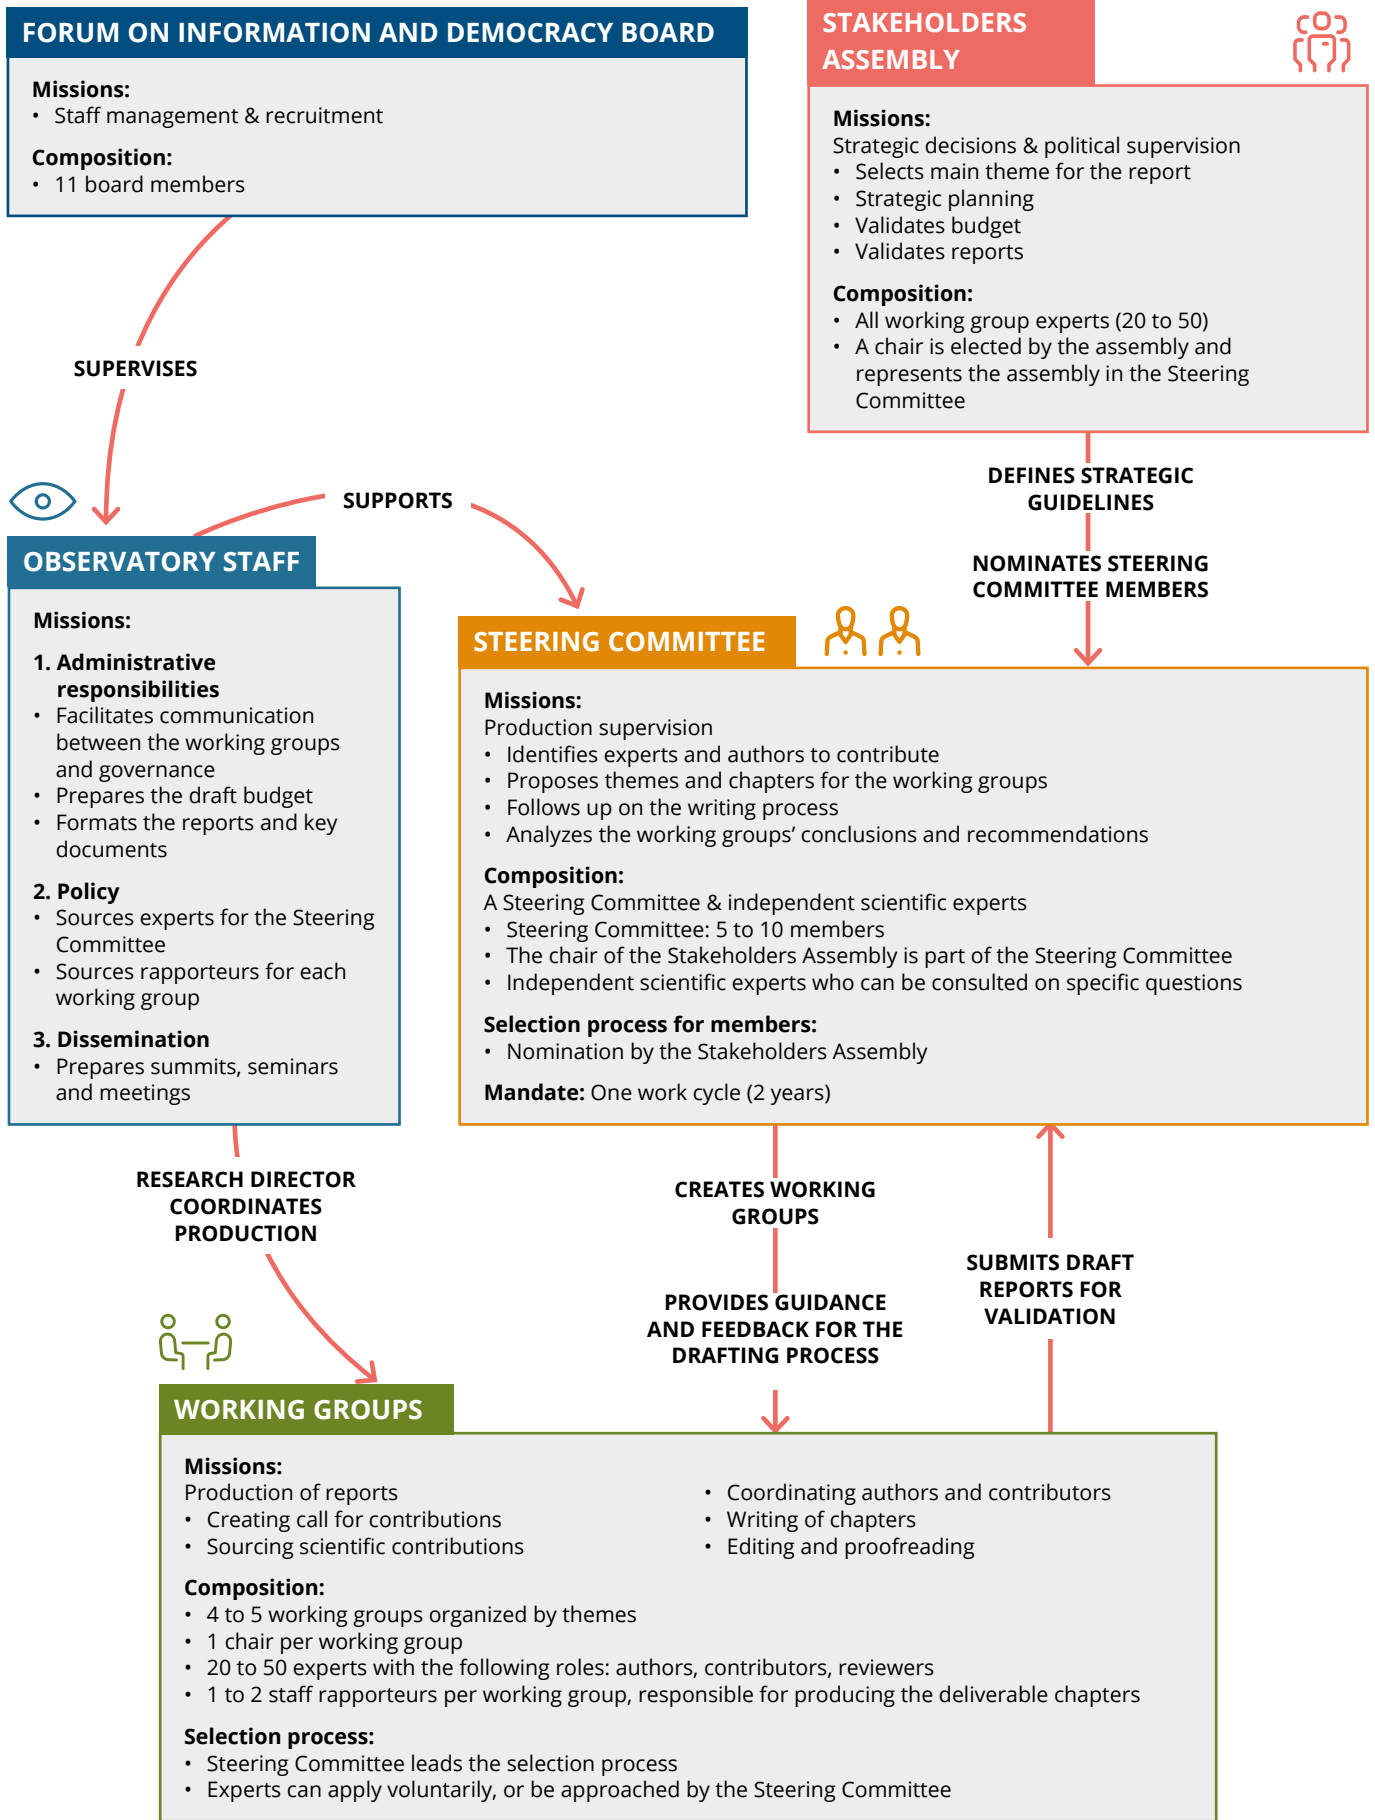 FORUM ON INFORMATION AND DEMOCRACY BOARD
Missions:
• Staff management & recruitment
Composition:
• 11 board members
STAKEHOLDERS
ASSEMBLY
Missions:
Strategic decisions & political supervision
• Selects main theme for the report
• Strategic planning
• Validates budget
• Validates reports
Composition:
• All working group experts (20 to 50)
• A chair is elected by the assembly and
represents the assembly in the Steering
Committee
SUPERVISES
DEFINES STRATEGIC
GUIDELINES
NOMINATES STEERING
COMMITTEE MEMBERS
SUPPORTS
OBSERVATORY STAFF
Missions:
1. Administrative
responsibilities
• Facilitates communication
between the working groups
and governance
• Prepares the draft budget
• Formats the reports and key
documents
2. Policy
• Sources experts for the Steering
Committee
• Sources rapporteurs for each
working group
3. Dissemination
• Prepares summits, seminars
and meetings
STEERING COMMITTEE
Missions:
Production supervision
• Identifies experts and authors to contribute
• Proposes themes and chapters for the working groups
• Follows up on the writing process
• Analyzes the working groups’ conclusions and recommendations
Composition:
A Steering Committee & independent scientific experts
• Steering Committee: 5 to 10 members
• The chair of the Stakeholders Assembly is part of the Steering Committee
• Independent scientific experts who can be consulted on specific questions
Selection process for members:
• Nomination by the Stakeholders Assembly
Mandate: One work cycle (2 years)
RESEARCH DIRECTOR
COORDINATES
PRODUCTION
CREATES WORKING
GROUPS
PROVIDES GUIDANCE
AND FEEDBACK FOR THE
DRAFTING PROCESS
SUBMITS DRAFT
REPORTS FOR
VALIDATION
WORKING GROUPS
Missions:
Production of reports
• Creating call for contributions
• Sourcing scientific contributions
• Coordinating authors and contributors
• Writing of chapters
• Editing and proofreading
Composition:
• 4 to 5 working groups organized by themes
• 1 chair per working group
• 20 to 50 experts with the following roles: authors, contributors, reviewers
• 1 to 2 staff rapporteurs per working group, responsible for producing the deliverable chapters
Selection process:
• Steering Committee leads the selection process
• Experts can apply voluntarily, or be approached by the Steering Committee